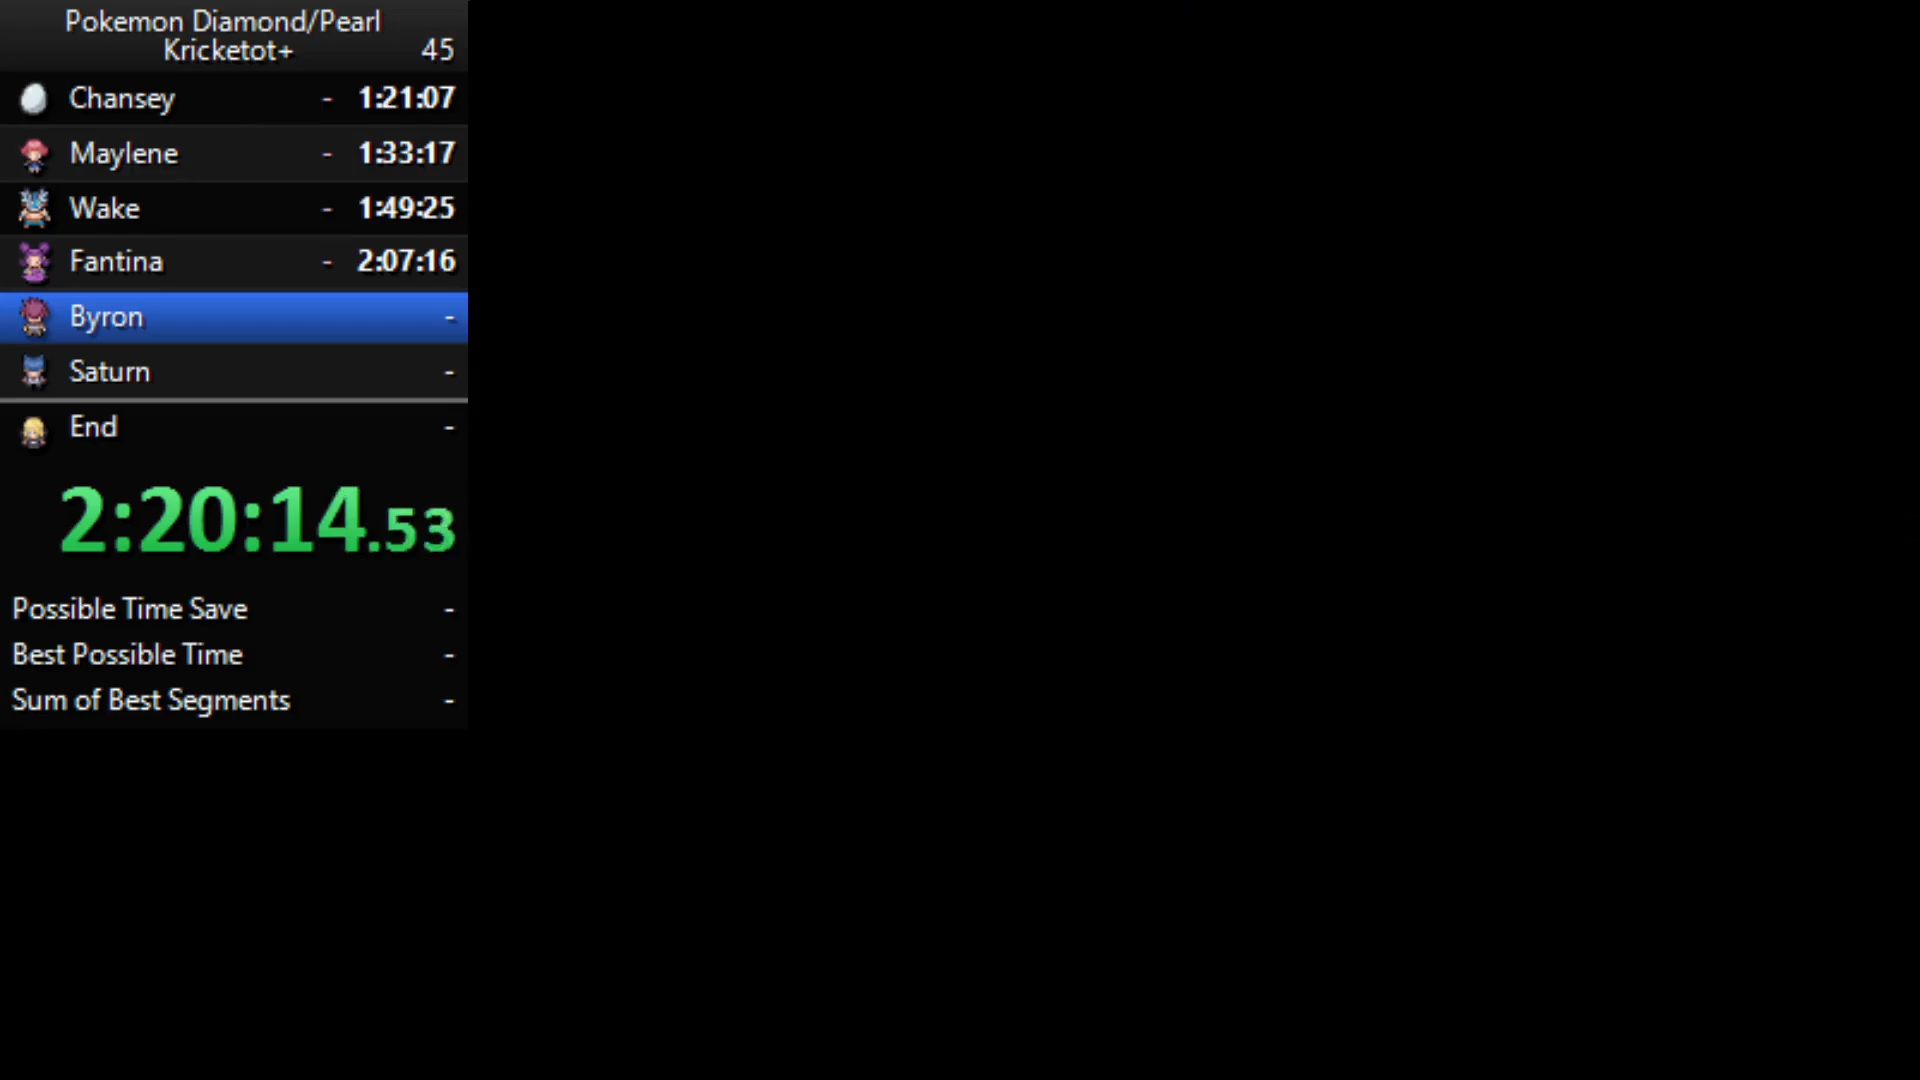 Pokemon Diamond/Pearl
Kricketot+ 45
Chansey - 1:21:07
Maylene - 1:33:17
Wake - 1:49:25
Fantina - 2:07:16
Byron -
Saturn -
End -
2:20:14.53
Possible Time Save -
Best Possible Time -
Sum of Best Segments -